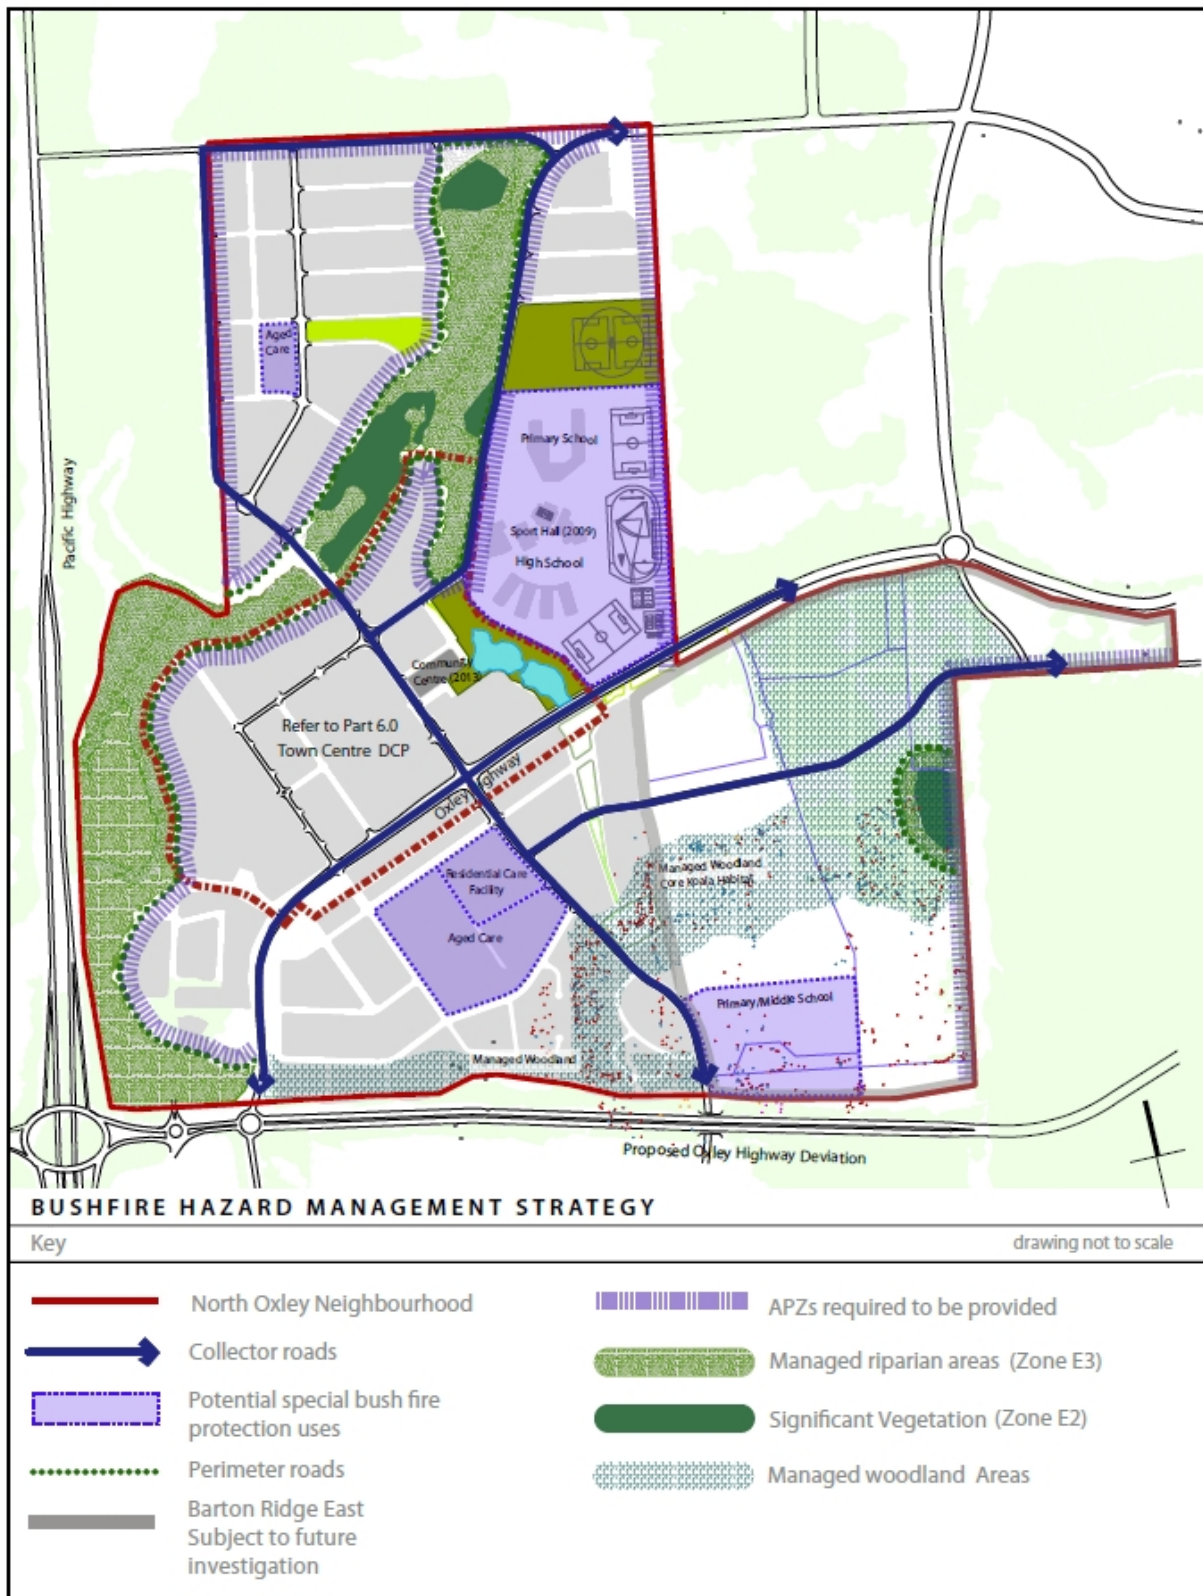 Aged
Care
Primary School
Sport Hall (2009)
High School
Pacific Highway
Community
Centre (2013)
Refer to Part 6.0
Town Centre DCP
Oxley Highway
Managed Woodland
Core Koala Habitat
Residential Care
Facility
Aged Care
Primary/Middle School
Managed Woodland
Proposed Oxley Highway Deviation
BUSHFIRE HAZARD MANAGEMENT STRATEGY
Key
drawing not to scale
North Oxley Neighbourhood
Collector roads
Potential special bush fire
protection uses
Perimeter roads
Barton Ridge East
Subject to future
investigation
APZs required to be provided
Managed riparian areas (Zone E3)
Significant Vegetation (Zone E2)
Managed woodland Areas